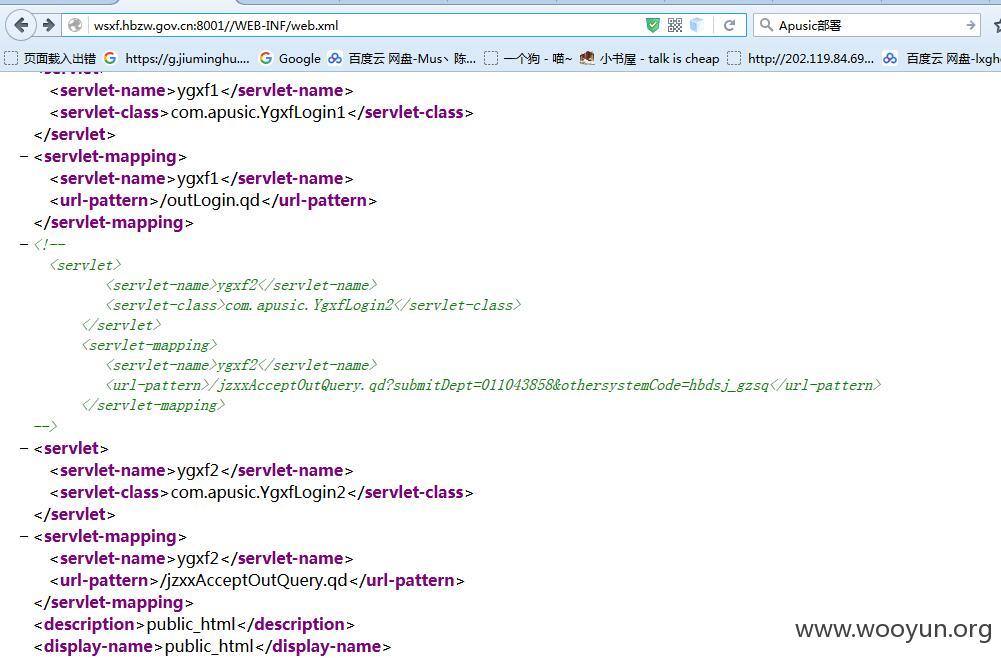 wsxf.hbzw.gov.cn:8001//WEB-INF/web.xml
Apusic部署
页面载入出错 https://g.jiuminghu.... Google 百度云 网盘-Mus丶陈... 一个狗 - 喵~ 小书屋 - talk is cheap http://202.119.84.69... 百度云 网盘-lxgh
<servlet>
<servlet-name>ygxf1</servlet-name>
<servlet-class>com.apusic.YgxfLogin1</servlet-class>
</servlet>
− <servlet-mapping>
<servlet-name>ygxf1</servlet-name>
<url-pattern>/outLogin.qd</url-pattern>
</servlet-mapping>
− <!--
<servlet>
<servlet-name>ygxf2</servlet-name>
<servlet-class>com.apusic.YgxfLogin2</servlet-class>
</servlet>
<servlet-mapping>
<servlet-name>ygxf2</servlet-name>
<url-pattern>/jzxxAcceptOutQuery.qd?submitDept=011043858&othersystemCode=hbdsj_gzsq</url-pattern>
</servlet-mapping>
-->
− <servlet>
<servlet-name>ygxf2</servlet-name>
<servlet-class>com.apusic.YgxfLogin2</servlet-class>
</servlet>
− <servlet-mapping>
<servlet-name>ygxf2</servlet-name>
<url-pattern>/jzxxAcceptOutQuery.qd</url-pattern>
</servlet-mapping>
<description>public_html</description>
<display-name>public_html</display-name>
www.wooyun.org